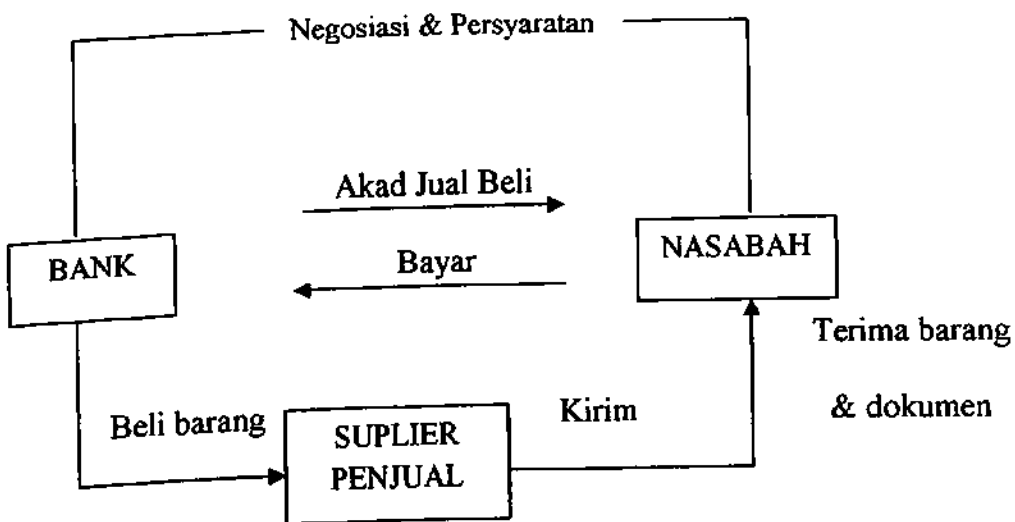 Negosiasi & Persyaratan
Akad Jual Beli
BANK
Bayar
NASABAH
Terima barang
& dokumen
Beli barang
SUPLIER
PENJUAL
Kirim